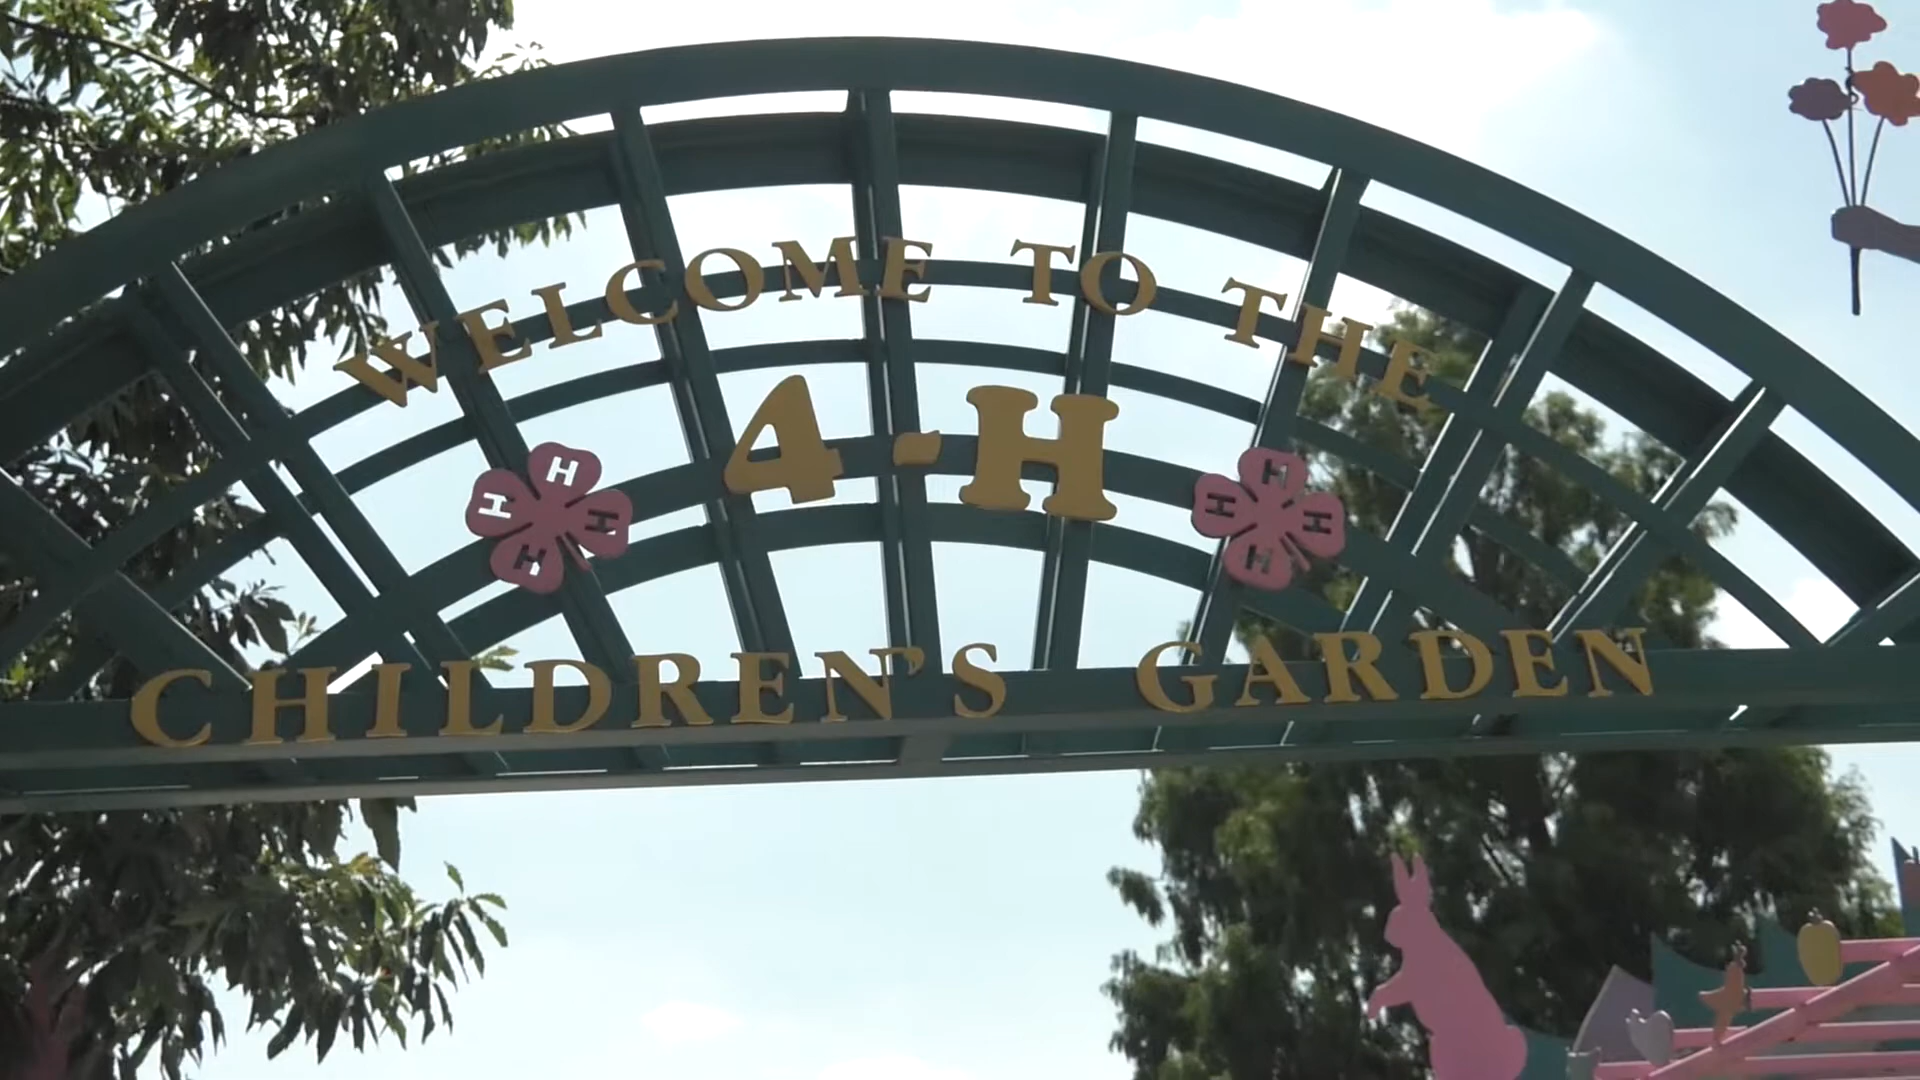 WELCOME TO THE
4-H
H H H H
H H H H
CHILDREN'S GARDEN